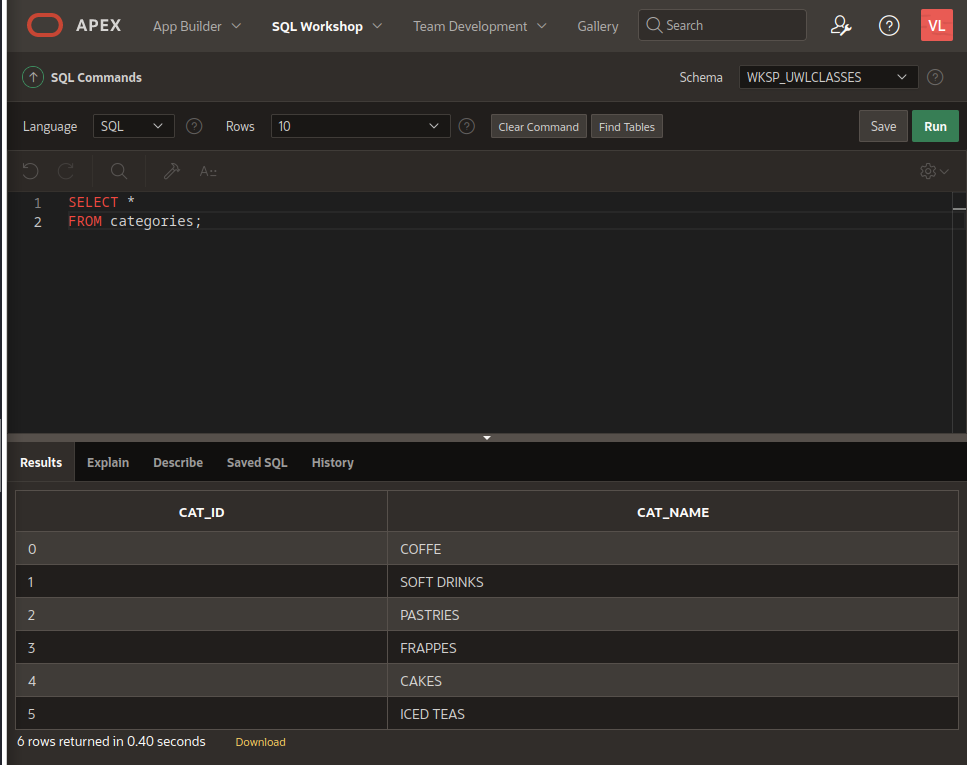 APEX App Builder SQL Workshop Team Development Gallery Search VL
SQL Commands Schema WKSP_UWLCLASSES ?
Language SQL ? Rows 10 ? Clear Command Find Tables Save Run
A
1 SELECT *
2 FROM categories;
Results Explain Describe Saved SQL History
CAT_ID CAT_NAME
0 COFFE
1 SOFT DRINKS
2 PASTRIES
3 FRAPPES
4 CAKES
5 ICED TEAS
6 rows returned in 0.40 seconds Download